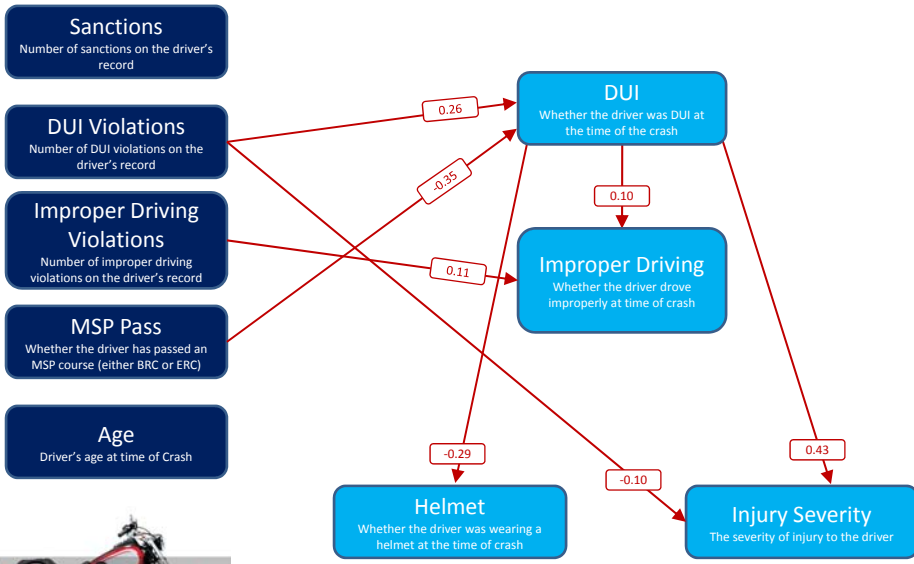 Sanctions
Number of sanctions on the driver's
record
DUI Violations
Number of DUI violations on the
driver's record
Improper Driving
Violations
Number of improper driving
violations on the driver's record
MSP Pass
Whether the driver has passed an
MSP course (either BRC or ERC)
Age
Driver's age at time of Crash
DUI
Whether the driver was DUI at
the time of the crash
0.26
-0.35
0.10
0.11
Improper Driving
Whether the driver drove
improperly at time of crash
-0.29
-0.10
0.43
Helmet
Whether the driver was wearing a
helmet at the time of crash
Injury Severity
The severity of injury to the driver